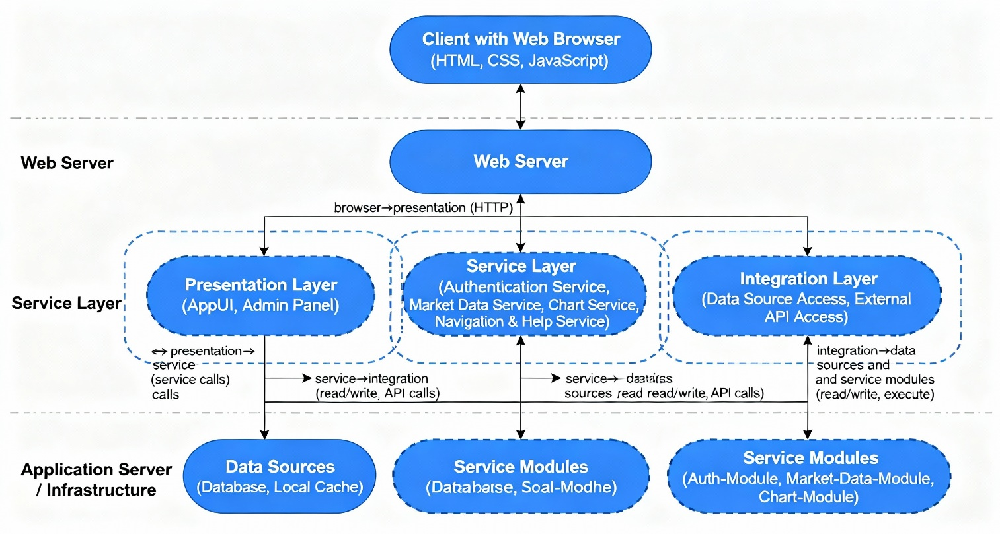 Client with Web Browser
(HTML, CSS, JavaScript)
Web Server
Web Server
browser→presentation (HTTP)
Service Layer
Presentation Layer
(AppUI, Admin Panel)
Service Layer
(Authentication Service,
Market Data Service, Chart Service,
Navigation & Help Service)
Integration Layer
(Data Source Access, External
API Access)
↔ presentation→
service
(service calls)
calls
service→integration
(read/write, API calls)
service→
sources read read/write, API calls)
integration→data
sources and
and service modules
(read/write, execute)
Application Server
/ Infrastructure
Data Sources
(Database, Local Cache)
Service Modules
Service Modules
(Auth-Module, Market-Data-Module,
Chart-Module)